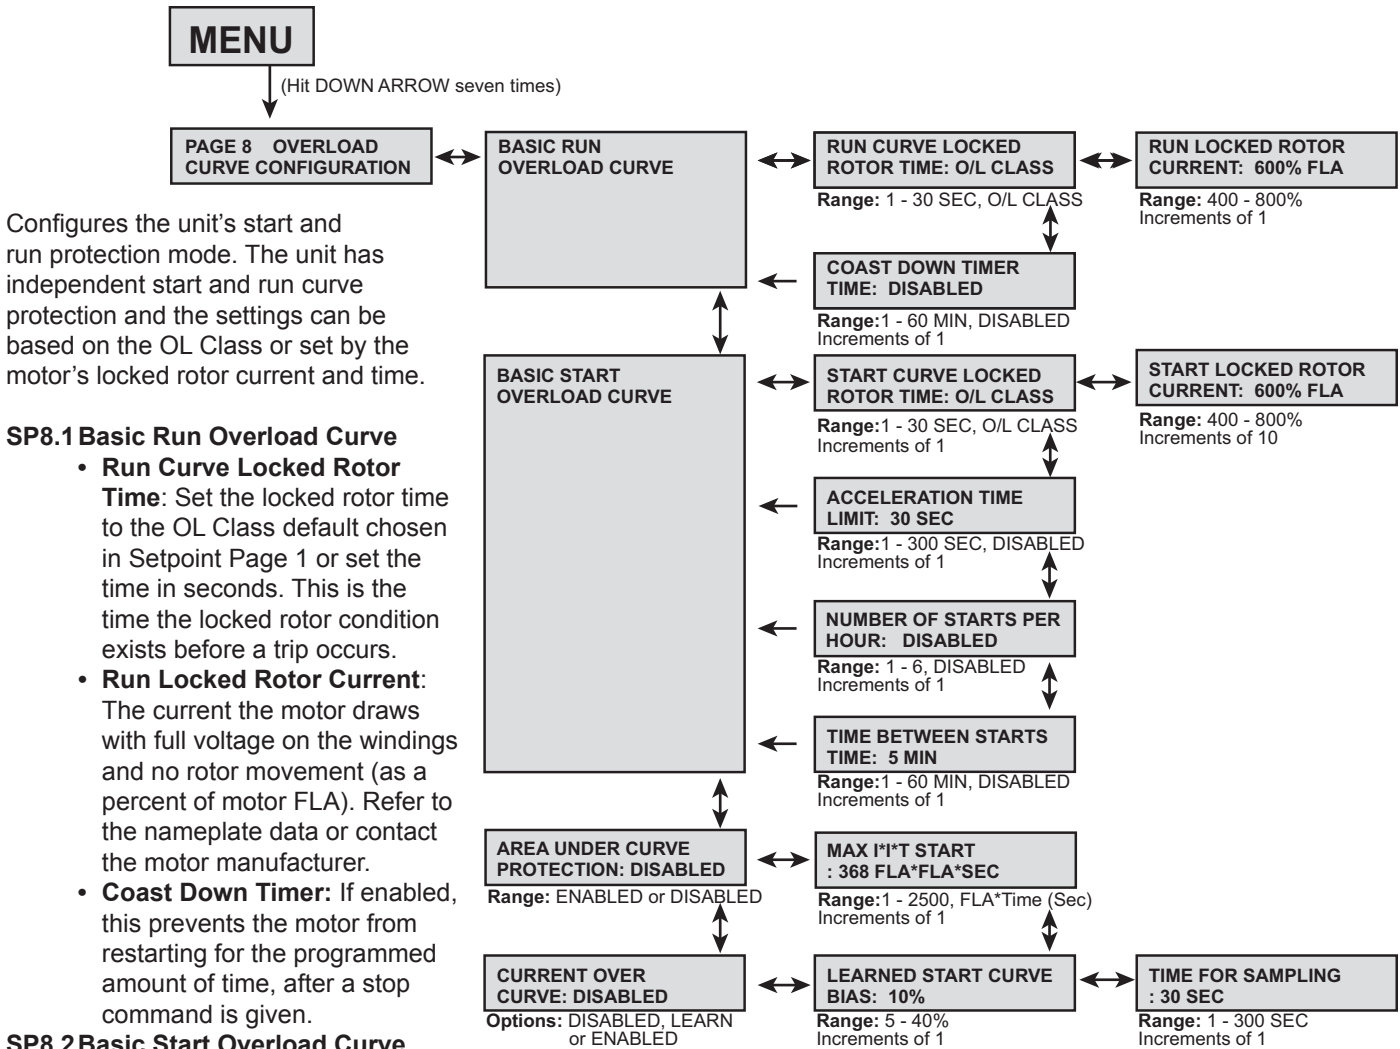 MENU
(Hit DOWN ARROW seven times)
PAGE 8 OVERLOAD
CURVE CONFIGURATION
BASIC RUN
OVERLOAD CURVE
RUN CURVE LOCKED
ROTOR TIME: O/L CLASS
Range: 1 - 30 SEC, O/L CLASS
RUN LOCKED ROTOR
CURRENT: 600% FLA
Range: 400 - 800%
Increments of 1
COAST DOWN TIMER
TIME: DISABLED
Range:1 - 60 MIN, DISABLED
Increments of 1
BASIC START
OVERLOAD CURVE
START CURVE LOCKED
ROTOR TIME: O/L CLASS
Range:1 - 30 SEC, O/L CLASS
Increments of 1
START LOCKED ROTOR
CURRENT: 600% FLA
Range: 400 - 800%
Increments of 10
ACCELERATION TIME
LIMIT: 30 SEC
Range:1 - 300 SEC, DISABLED
Increments of 1
NUMBER OF STARTS PER
HOUR: DISABLED
Range: 1 - 6, DISABLED
Increments of 1
TIME BETWEEN STARTS
TIME: 5 MIN
Range:1 - 60 MIN, DISABLED
Increments of 1
AREA UNDER CURVE
PROTECTION: DISABLED
Range: ENABLED or DISABLED
MAX I*I*T START
: 368 FLA*FLA*SEC
Range:1 - 2500, FLA*Time (Sec)
Increments of 1
CURRENT OVER
CURVE: DISABLED
Options: DISABLED, LEARN
or ENABLED
LEARNED START CURVE
BIAS: 10%
Range: 5 - 40%
Increments of 1
TIME FOR SAMPLING
: 30 SEC
Range: 1 - 300 SEC
Increments of 1
Configures the unit's start and
run protection mode. The unit has
independent start and run curve
protection and the settings can be
based on the OL Class or set by the
motor's locked rotor current and time.
SP8.1 Basic Run Overload Curve
• Run Curve Locked Rotor
Time: Set the locked rotor time
to the OL Class default chosen
in Setpoint Page 1 or set the
time in seconds. This is the
time the locked rotor condition
exists before a trip occurs.
• Run Locked Rotor Current:
The current the motor draws
with full voltage on the windings
and no rotor movement (as a
percent of motor FLA). Refer to
the nameplate data or contact
the motor manufacturer.
• Coast Down Timer: If enabled,
this prevents the motor from
restarting for the programmed
amount of time, after a stop
command is given.
SP8.2 Basic Start Overload Curve